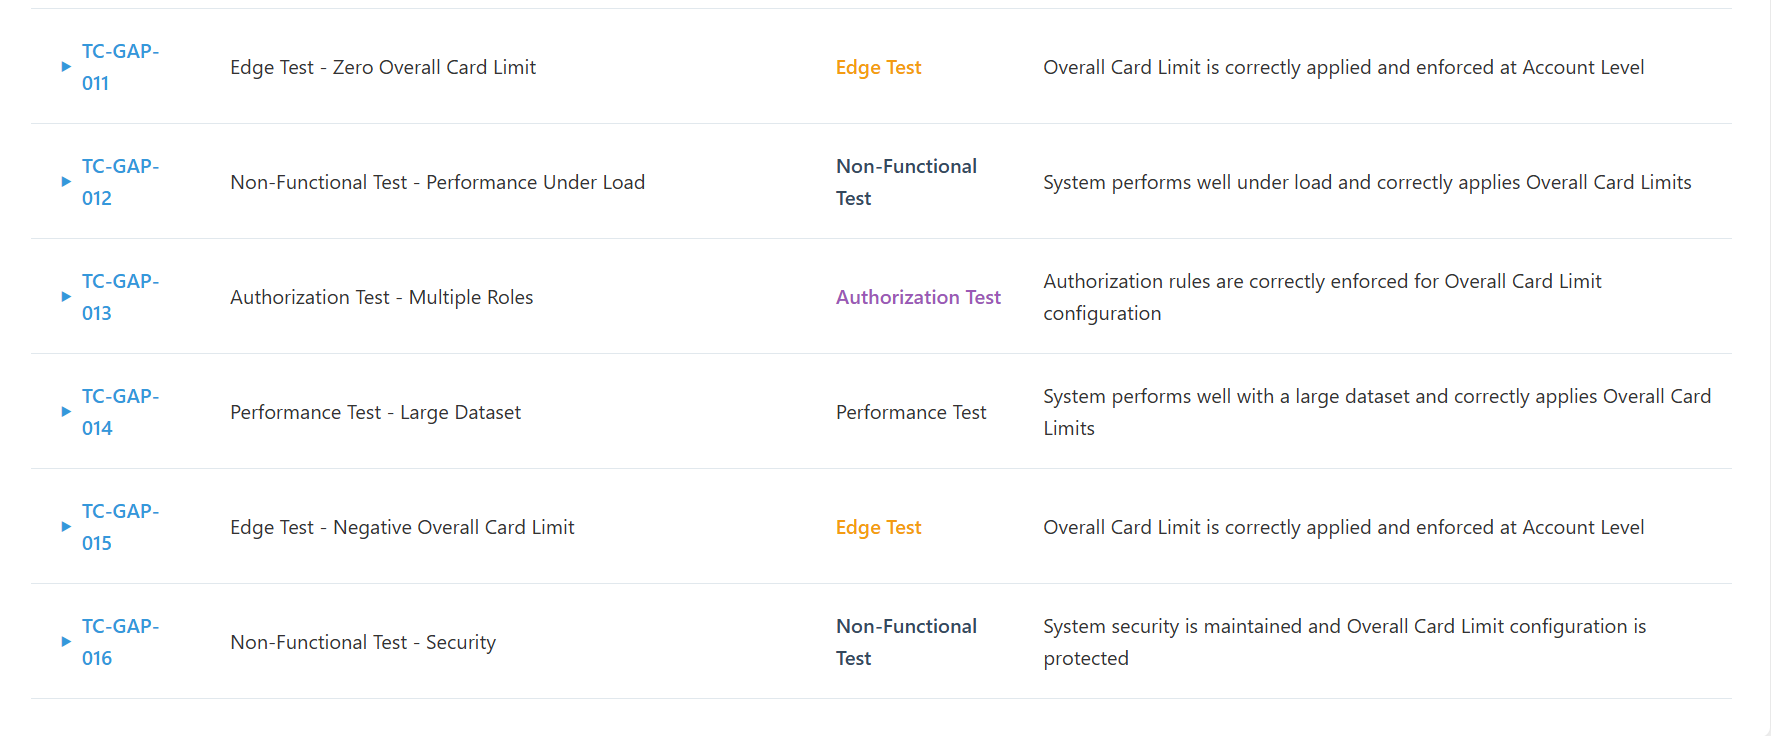 TC-GAP-
011
Edge Test - Zero Overall Card Limit
Edge Test
Overall Card Limit is correctly applied and enforced at Account Level
TC-GAP-
012
Non-Functional Test - Performance Under Load
Non-Functional
Test
System performs well under load and correctly applies Overall Card Limits
TC-GAP-
013
Authorization Test - Multiple Roles
Authorization Test
Authorization rules are correctly enforced for Overall Card Limit
configuration
TC-GAP-
014
Performance Test - Large Dataset
Performance Test
System performs well with a large dataset and correctly applies Overall Card
Limits
TC-GAP-
015
Edge Test - Negative Overall Card Limit
Edge Test
Overall Card Limit is correctly applied and enforced at Account Level
TC-GAP-
016
Non-Functional Test - Security
Non-Functional
Test
System security is maintained and Overall Card Limit configuration is
protected